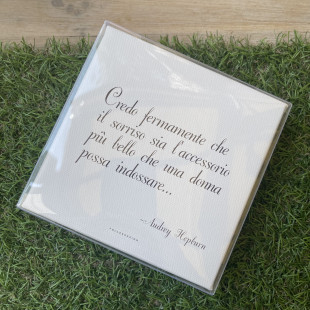 Credo fermamente che
il sorriso sia l'accessorio
più bello che una donna
possa indossare...
- Audrey Hepburn